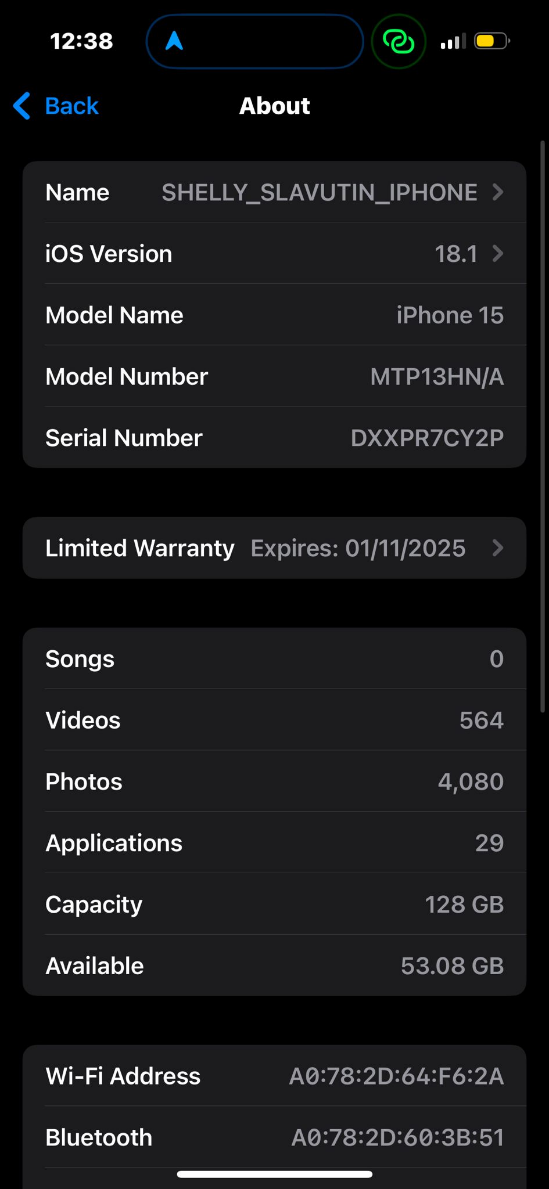 12:38
Back About
Name SHELLY_SLAVUTIN_IPHONE
iOS Version 18.1
Model Name iPhone 15
Model Number MTP13HN/A
Serial Number DXXPR7CY2P
Limited Warranty Expires: 01/11/2025
Songs 0
Videos 564
Photos 4,080
Applications 29
Capacity 128 GB
Available 53.08 GB
Wi-Fi Address A0:78:2D:64:F6:2A
Bluetooth A0:78:2D:60:3B:51